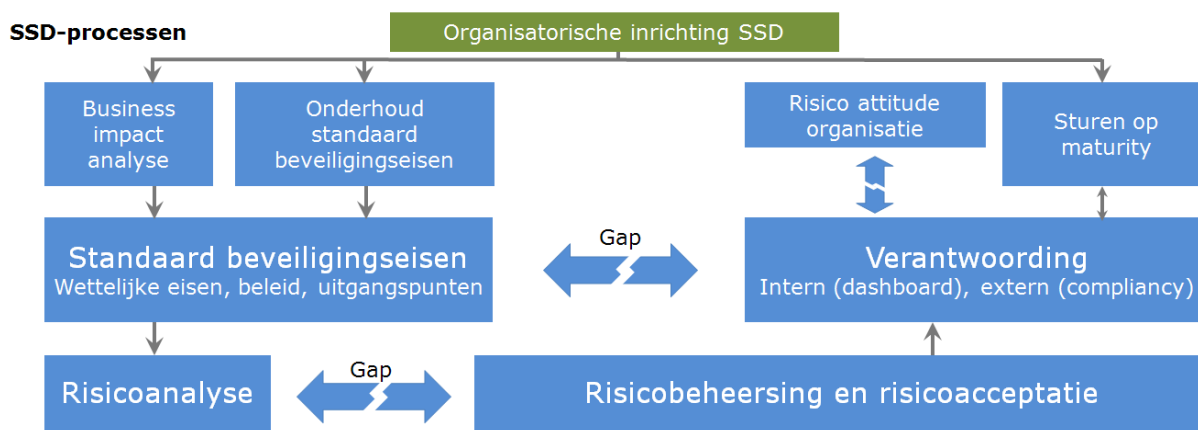 SSD-processen
Organisatorische inrichting SSD
Business
impact
analyse
Onderhoud
standaard
beveiligingseisen
Risico attitude
organisatie
Sturen op
maturity
Standaard beveiligingseisen
Wettelijke eisen, beleid, uitgangspunten
Gap
Verantwoording
Intern (dashboard), extern (compliancy)
Risicoanalyse
Gap
Risicobeheersing en risicoacceptatie